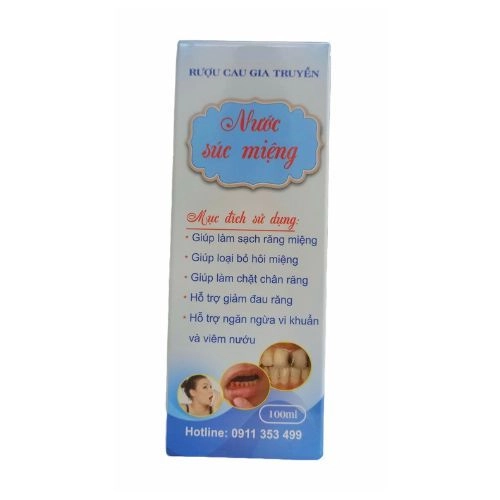 RƯỢU CAU GIA TRUYỀN
Nước
súc miệng
Mục đích sử dụng:
• Giúp làm sạch răng miệng
• Giúp loại bỏ hôi miệng
• Giúp làm chặt chân răng
• Hỗ trợ giảm đau răng
• Hỗ trợ ngăn ngừa vi khuẩn
và viêm nướu
100ml
Hotline: 0911 353 499